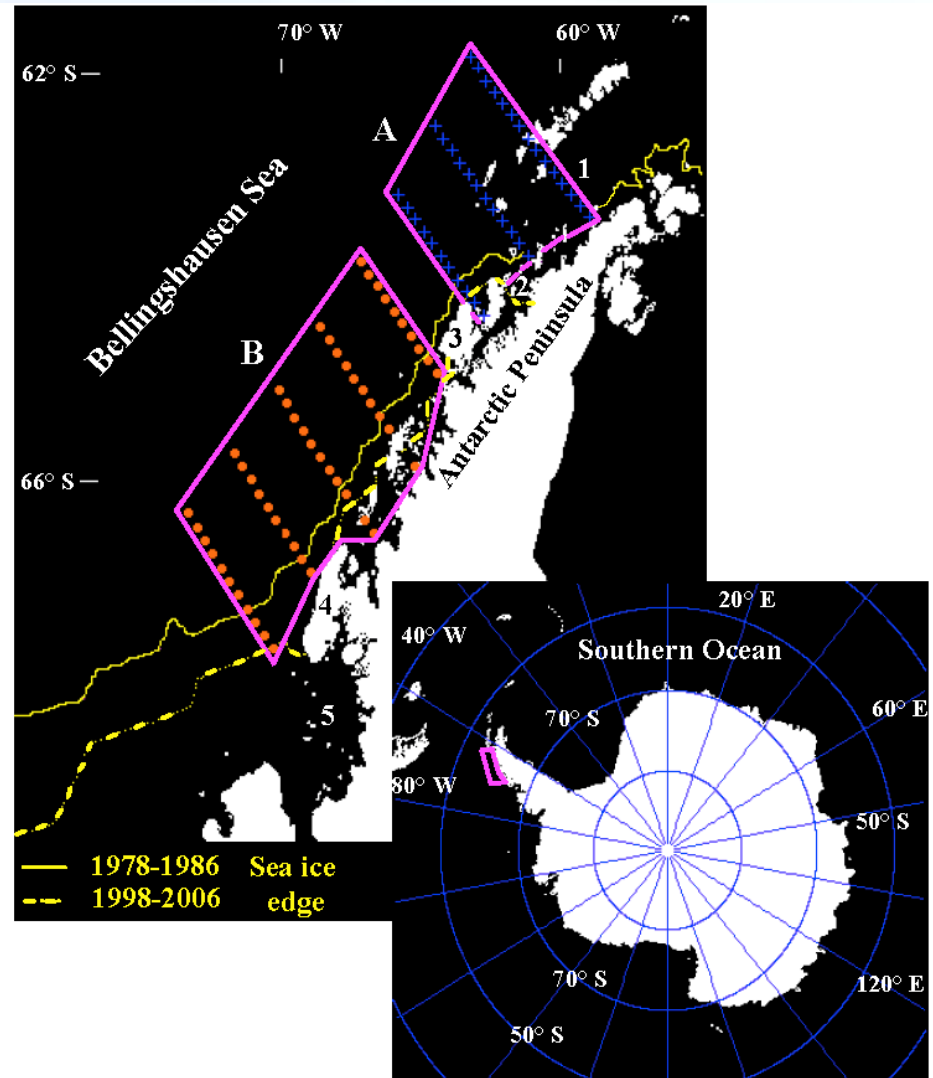 70° W
60° W
62° S
A
1
Bellingshausen Sea
2
3
B
Antarctic Peninsula
66° S
4
5
1978-1986 Sea ice
1998-2006 edge
20° E
40° W
Southern Ocean
70° S
60° E
80° W
50° S
70° S
120° E
50° S